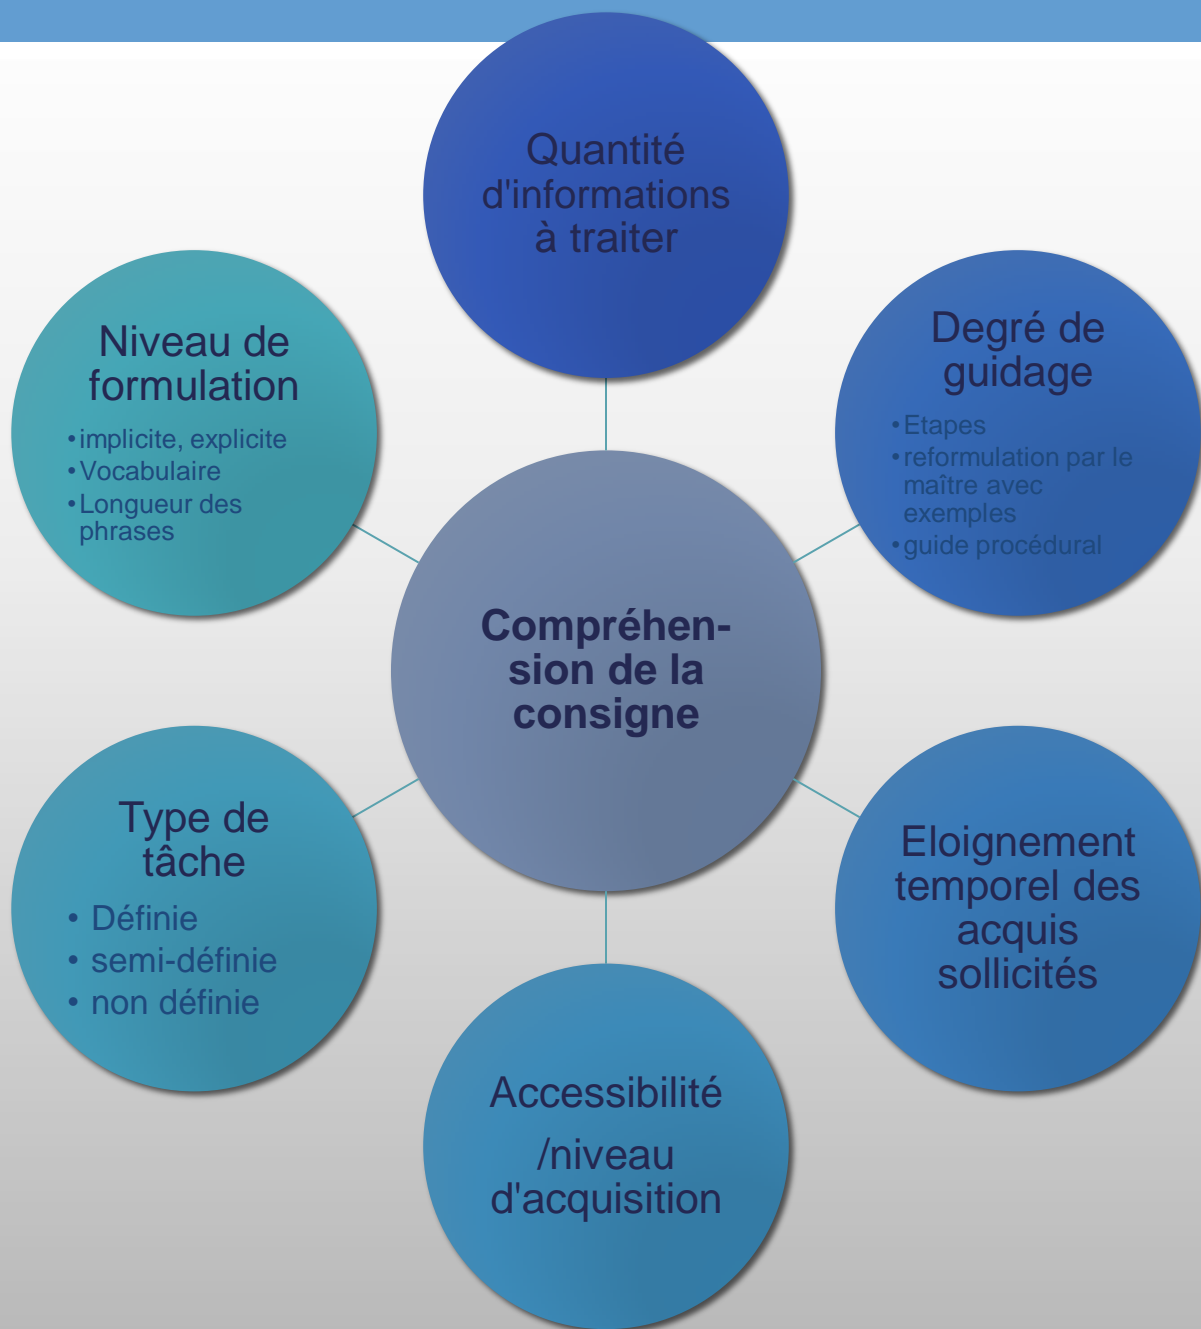 Quantité
d'informations
à traiter
Degré de
guidage
•Etapes
•reformulation par le
maître avec
exemples
•guide procédural
Eloignement
temporel des
acquis
sollicités
Accessibilité
/niveau
d'acquisition
Type de
tâche
• Définie
• semi-définie
• non définie
Niveau de
formulation
•implicite, explicite
•Vocabulaire
•Longueur des
phrases
Compréhen-
sion de la
consigne